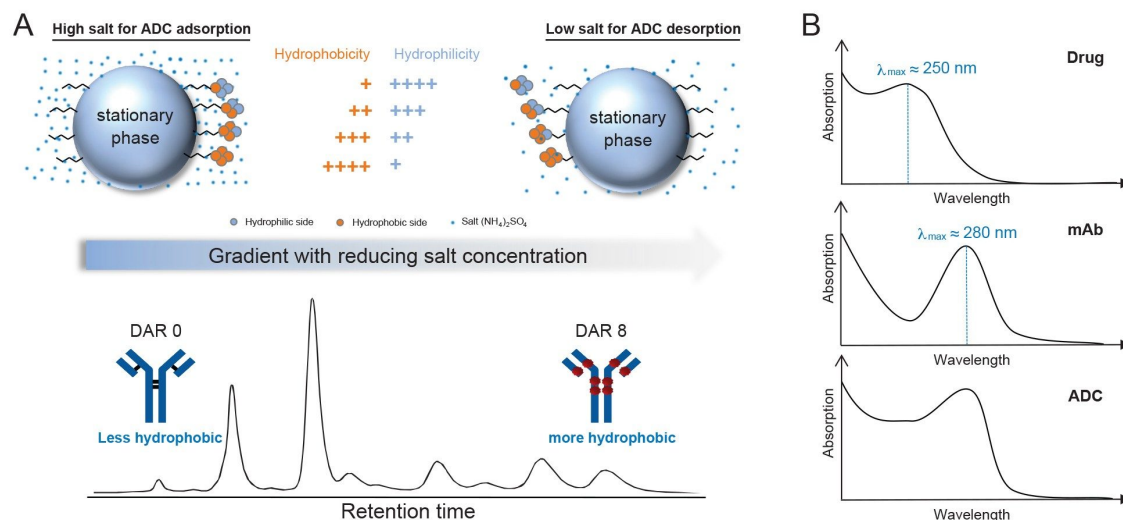 A
High salt for ADC adsorption
Low salt for ADC desorption
Hydrophobicity
Hydrophilicity
+
++++
++
+++
+++
++
++++
+
stationary
phase
stationary
phase
Hydrophilic side
Hydrophobic side
Salt (NH₄)₂SO₄
Gradient with reducing salt concentration
DAR 0
Less hydrophobic
DAR 8
more hydrophobic
Retention time
B
Drug
λmax ≈ 250 nm
Absorption
Wavelength
mAb
λmax ≈ 280 nm
Absorption
Wavelength
ADC
Absorption
Wavelength